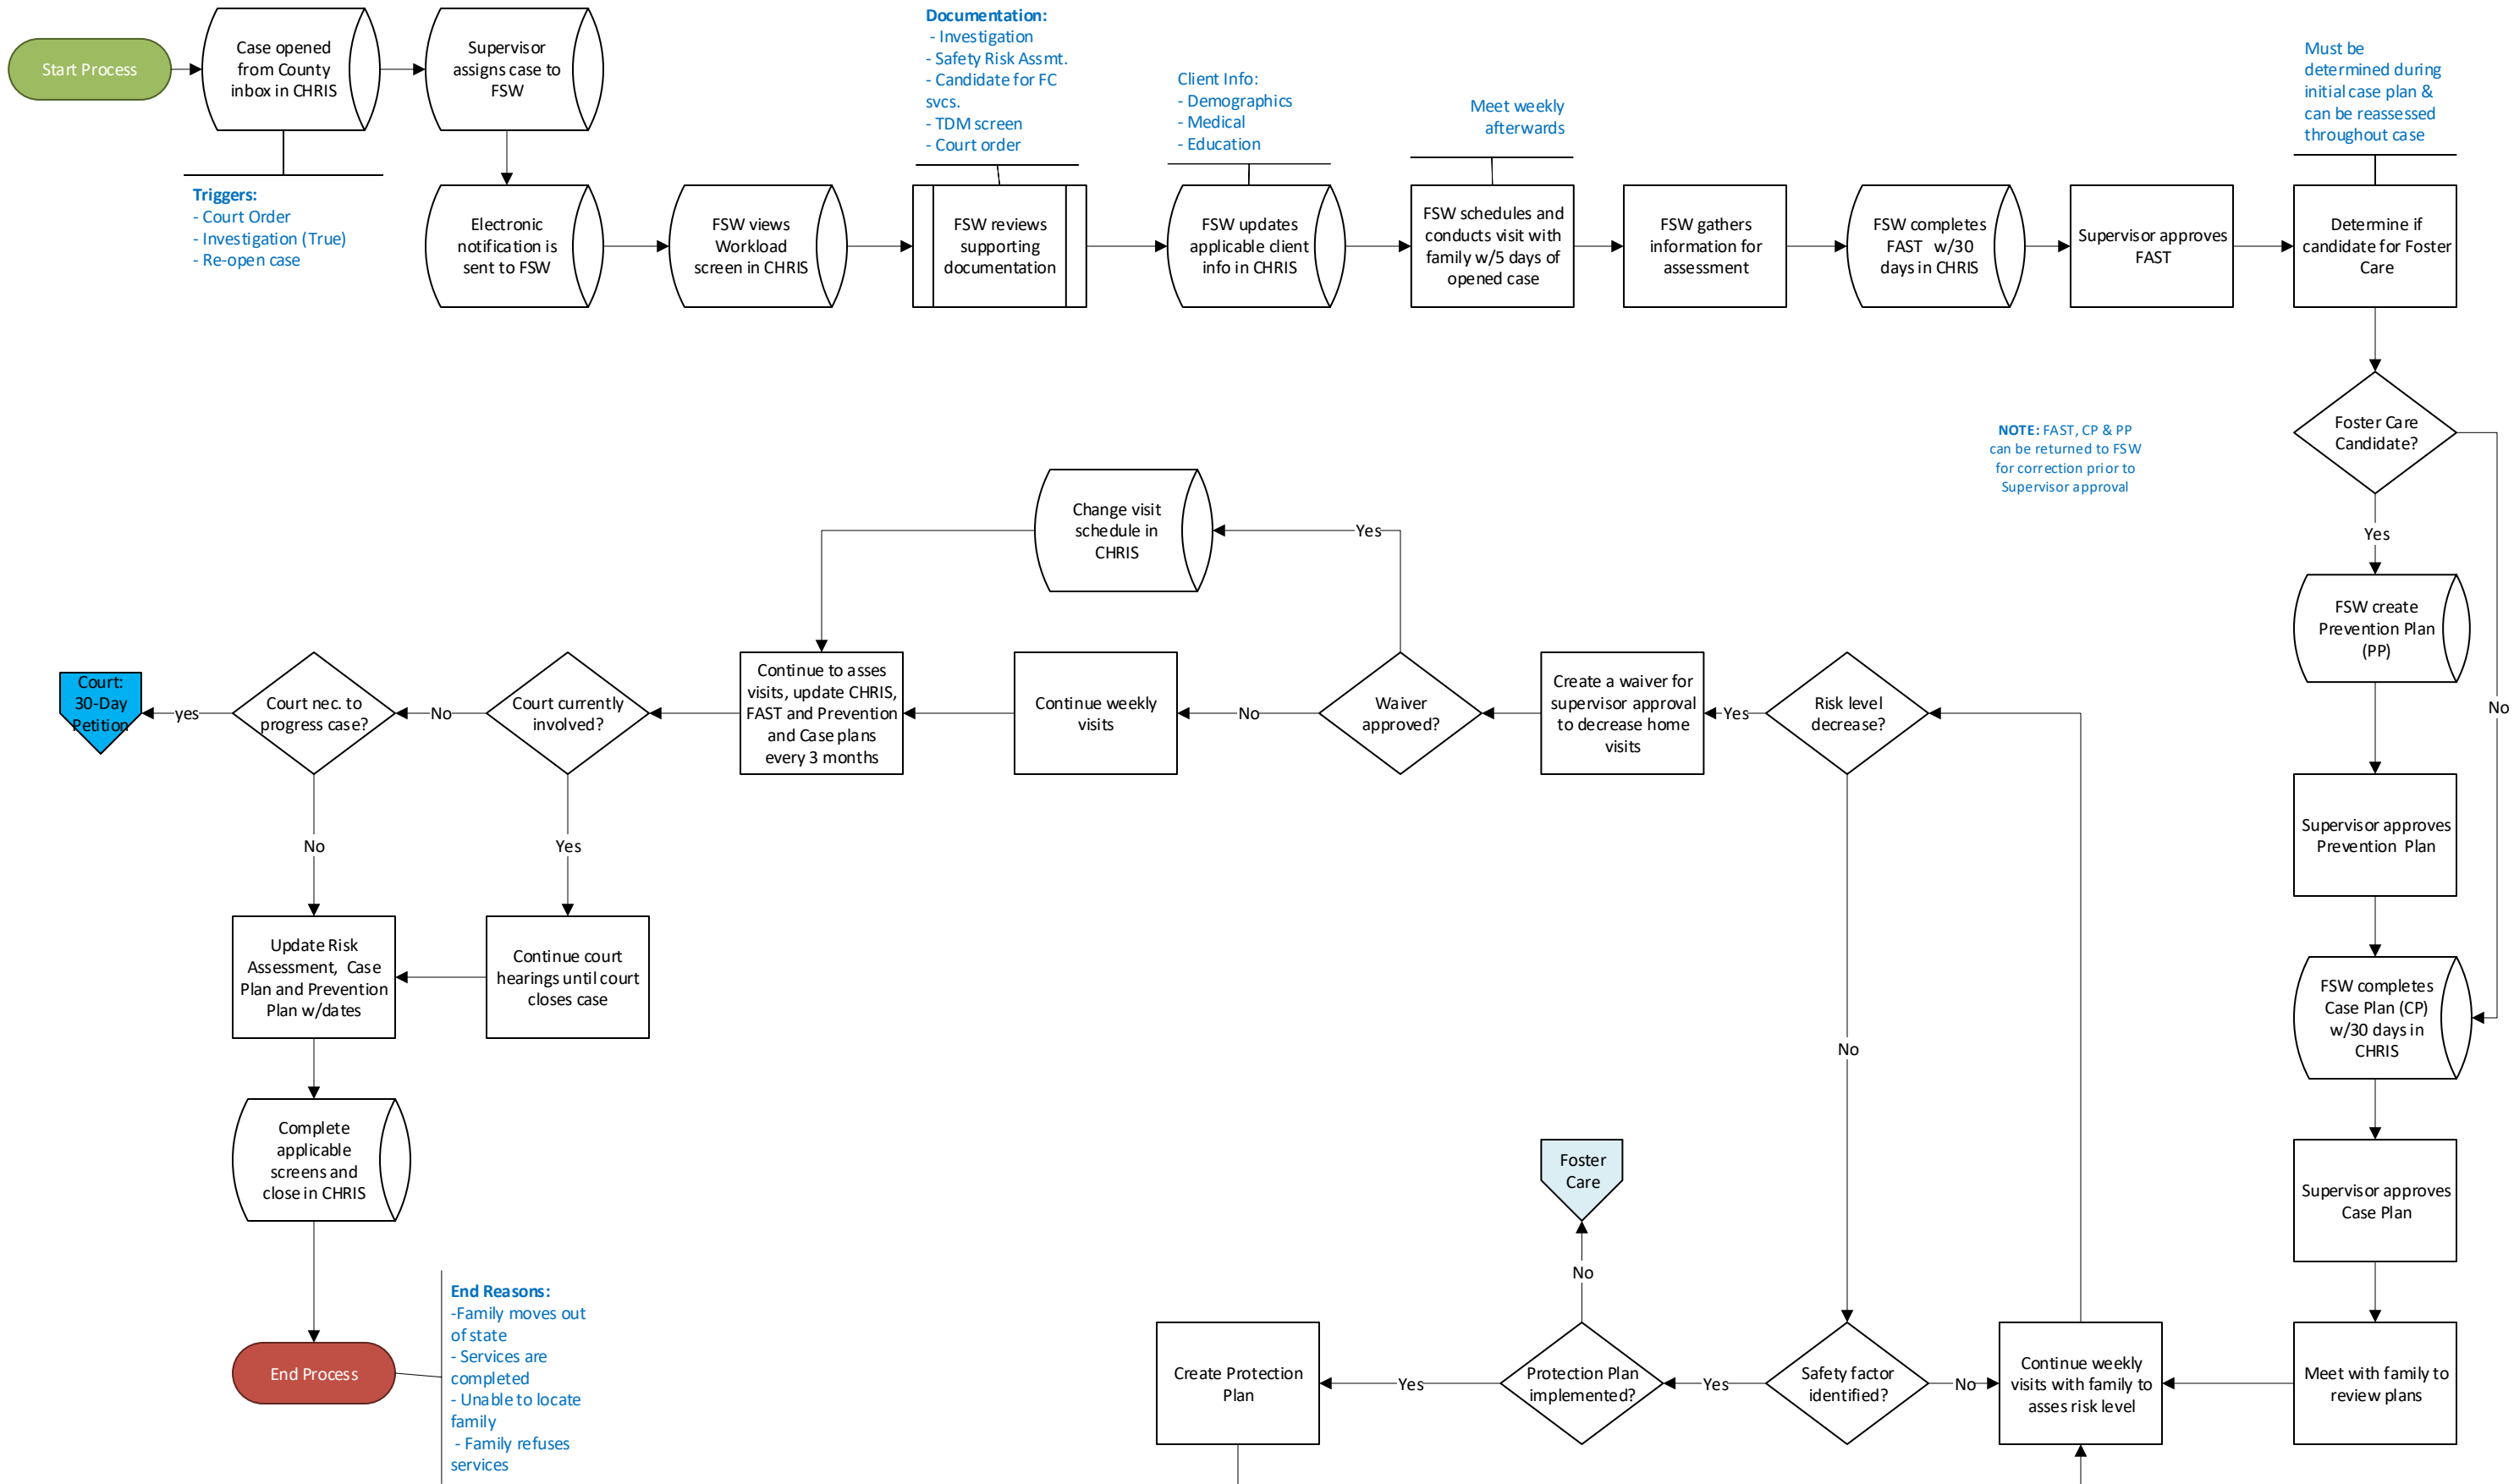 Start Process
Case opened
from County
inbox in CHRIS
Supervisor
assigns case to
FSW
Triggers:
- Court Order
- Investigation (True)
- Re-open case
Electronic
notification is
sent to FSW
FSW views
Workload
screen in CHRIS
Documentation:
- Investigation
- Safety Risk Assmt.
- Candidate for FC
svcs.
- TDM screen
- Court order
FSW reviews
supporting
documentation
Client Info:
- Demographics
- Medical
- Education
FSW updates
applicable client
info in CHRIS
Meet weekly
afterwards
FSW schedules and
conducts visit with
family w/5 days of
opened case
FSW gathers
information for
assessment
FSW completes
FAST w/30
days in CHRIS
Supervisor approves
FAST
Must be
determined during
initial case plan &
can be reassessed
throughout case
Determine if
candidate for Foster
Care
Foster Care
Candidate?
No
Yes
NOTE: FAST, CP & PP
can be returned to FSW
for correction prior to
Supervisor approval
FSW create
Prevention Plan
(PP)
Supervisor approves
Prevention Plan
FSW completes
Case Plan (CP)
w/30 days in
CHRIS
Supervisor approves
Case Plan
Meet with family to
review plans
Continue weekly
visits with family to
asses risk level
Risk level
decrease?
Yes
No
Safety factor
identified?
No
Yes
Protection Plan
implemented?
No
Foster
Care
Yes
Create Protection
Plan
Create a waiver for
supervisor approval
to decrease home
visits
Waiver
approved?
Yes
Change visit
schedule in
CHRIS
No
Continue weekly
visits
Continue to asses
visits, update CHRIS,
FAST and Prevention
and Case plans
every 3 months
Court currently
involved?
No
Yes
Court nec. to
progress case?
yes
Court:
30-Day
Petition
No
Continue court
hearings until court
closes case
Update Risk
Assessment, Case
Plan and Prevention
Plan w/dates
Complete
applicable
screens and
close in CHRIS
End Process
End Reasons:
-Family moves out
of state
- Services are
completed
- Unable to locate
family
- Family refuses
services